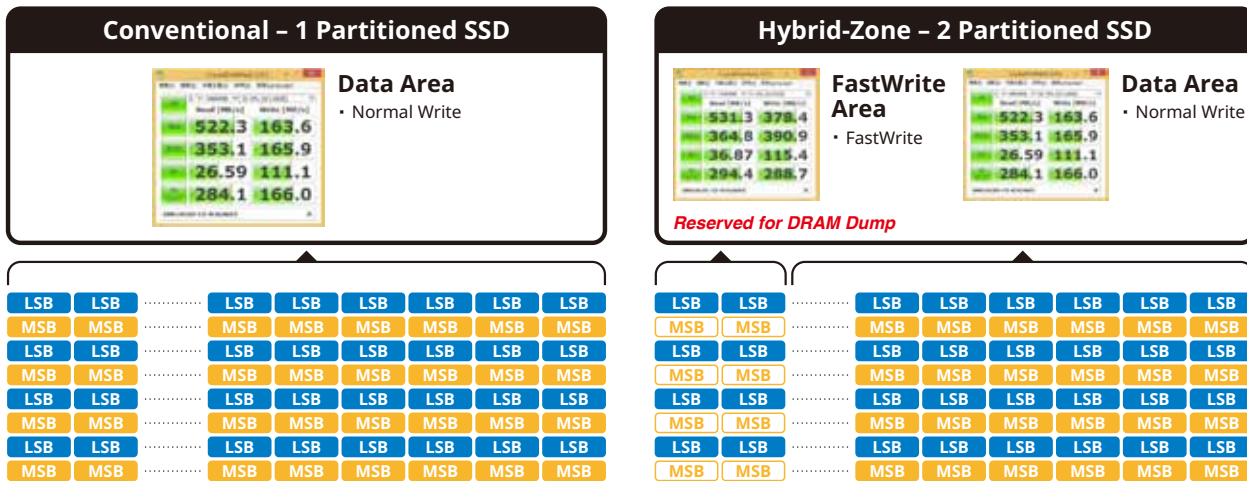 Conventional – 1 Partitioned SSD
Data Area
・Normal Write
522.3 163.6
353.1 165.9
26.59 111.1
284.1 166.0
LSB LSB LSB LSB LSB LSB LSB LSB
MSB MSB MSB MSB MSB MSB MSB MSB
LSB LSB LSB LSB LSB LSB LSB LSB
MSB MSB MSB MSB MSB MSB MSB MSB
LSB LSB LSB LSB LSB LSB LSB LSB
MSB MSB MSB MSB MSB MSB MSB MSB
LSB LSB LSB LSB LSB LSB LSB LSB
MSB MSB MSB MSB MSB MSB MSB MSB
Hybrid-Zone – 2 Partitioned SSD
Read [MB/s] Write [MB/s]
531.3 378.4
364.8 390.9
36.87 115.4
294.4 288.7
FastWrite
Area
・FastWrite
Reserved for DRAM Dump
522.3 163.6
353.1 165.9
26.59 111.1
284.1 166.0
Data Area
・Normal Write
LSB LSB LSB LSB LSB LSB LSB LSB
MSB MSB MSB MSB MSB MSB MSB MSB
LSB LSB LSB LSB LSB LSB LSB LSB
MSB MSB MSB MSB MSB MSB MSB MSB
LSB LSB LSB LSB LSB LSB LSB LSB
MSB MSB MSB MSB MSB MSB MSB MSB
LSB LSB LSB LSB LSB LSB LSB LSB
MSB MSB MSB MSB MSB MSB MSB MSB